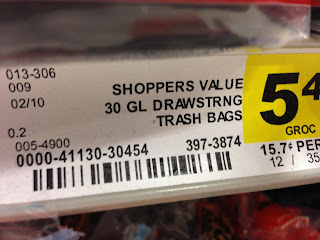 013-306
009
02/10
SHOPPERS VALUE
30 GL DRAWSTRNG
TRASH BAGS
0.2
005-4900
0000-41130-30454 397-3874
54
GROC
15.7¢ PER
12 / 35